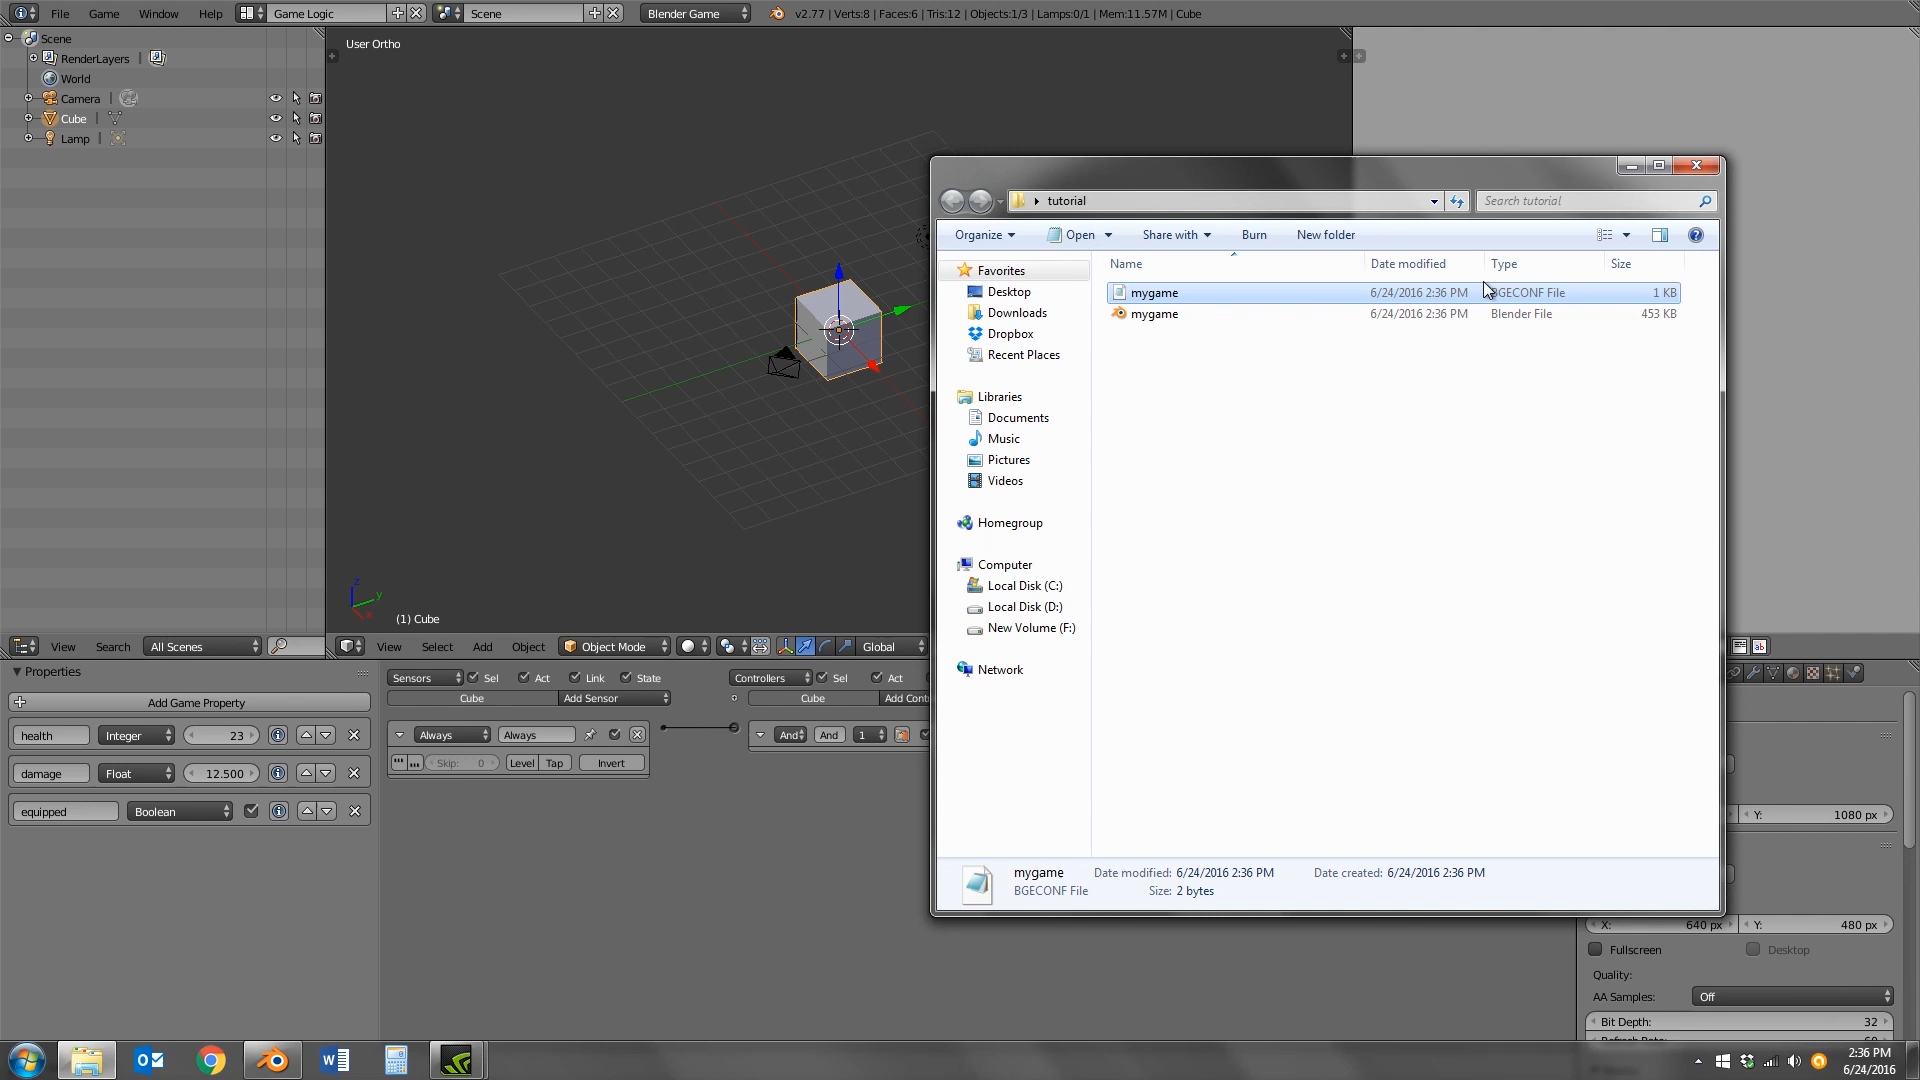 File Game Window Help Game Logic Scene Blender Game v2.77 | Verts:8 | Faces:6 | Tris:12 | Objects:1/3 | Lamps:0/1 | Mem:11.57M | Cube
Scene
RenderLayers
World
Camera
Cube
Lamp
User Ortho
z
y
x
(1) Cube
tutorial
Search tutorial
Organize Open Share with Burn New folder
Name Date modified Type Size
mygame 6/24/2016 2:36 PM BGECONF File 1 KB
mygame 6/24/2016 2:36 PM Blender File 453 KB
Favorites
Desktop
Downloads
Dropbox
Recent Places
Libraries
Documents
Music
Pictures
Videos
Homegroup
Computer
Local Disk (C:)
Local Disk (D:)
New Volume (F:)
Network
mygame Date modified: 6/24/2016 2:36 PM Date created: 6/24/2016 2:36 PM
BGECONF File Size: 2 bytes
View Search All Scenes
View Select Add Object Object Mode Global
Properties
Add Game Property
health Integer 23
damage Float 12.500
equipped Boolean
Sensors Sel Act Link State
Cube Add Sensor
Always Always
Skip: 0 Level Tap Invert
Controllers Sel Act
Cube Add Cont
And And 1
Y: 1080 px
X: 640 px Y: 480 px
Fullscreen Desktop
Quality:
AA Samples: Off
Bit Depth: 32
2:36 PM
6/24/2016